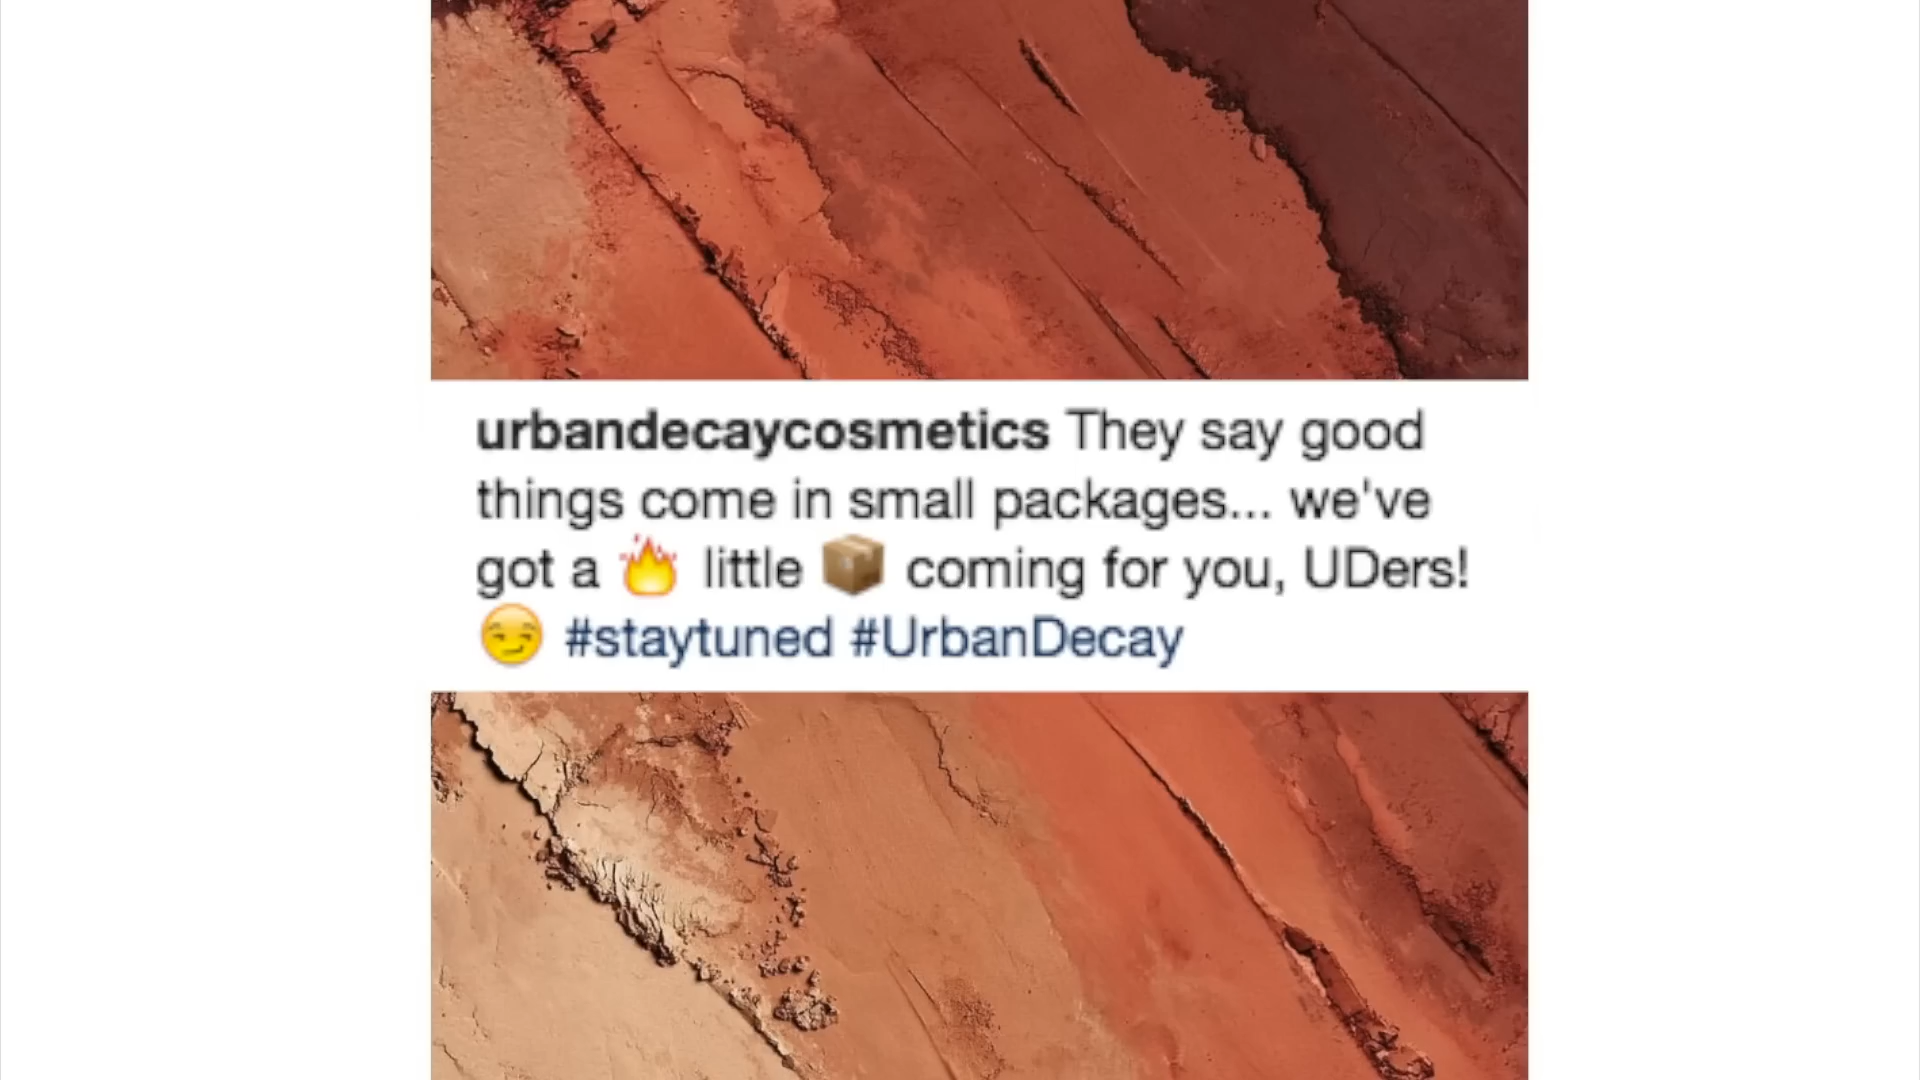 urbandecaycosmetics They say good
things come in small packages... we've
got a 🔥 little 📦 coming for you, UDers!
😏 #staytuned #UrbanDecay